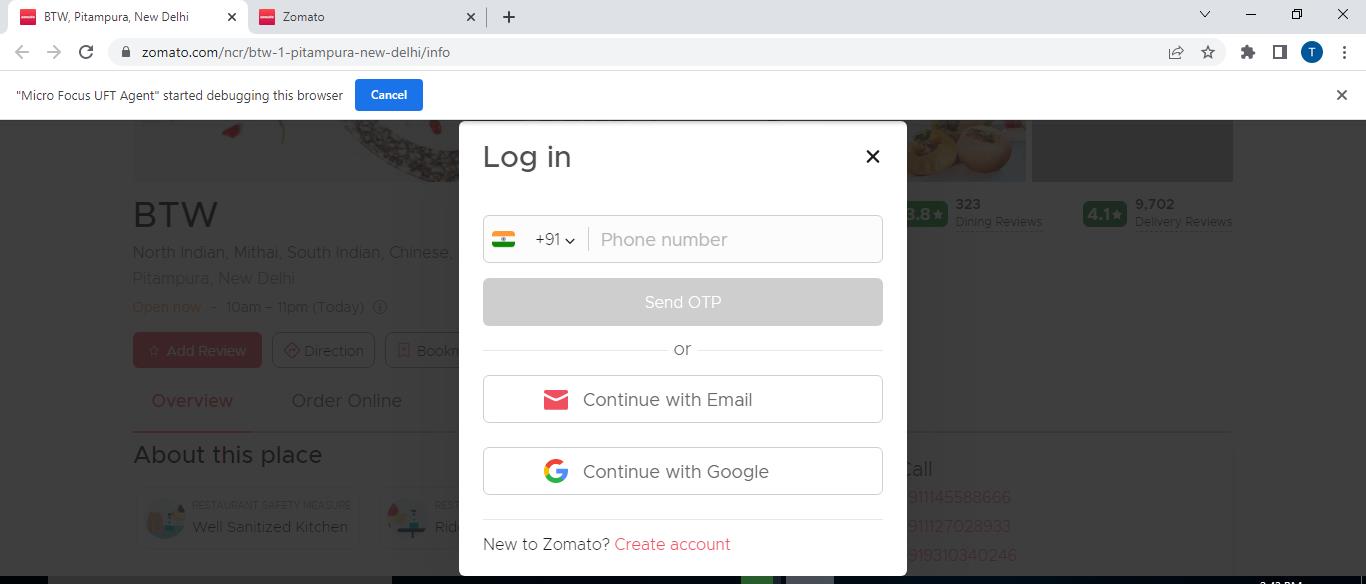 BTW, Pitampura, New Delhi
Zomato
zomato.com/ncr/btw-1-pitampura-new-delhi/info
T
"Micro Focus UFT Agent" started debugging this browser
Cancel
Log in
+91
Phone number
Send OTP
or
Continue with Email
Continue with Google
New to Zomato? Create account
BTW
North Indian, Mithai, South Indian, Chinese,
Pitampura, New Delhi
Open now - 10am – 11pm (Today)
Add Review
Direction
Overview
Order Online
About this place
RESTAURANT SAFETY MEASURE
Well Sanitized Kitchen
3.8
323
Dining Reviews
4.1
9,702
Delivery Reviews
911145588666
911127028933
919310340246